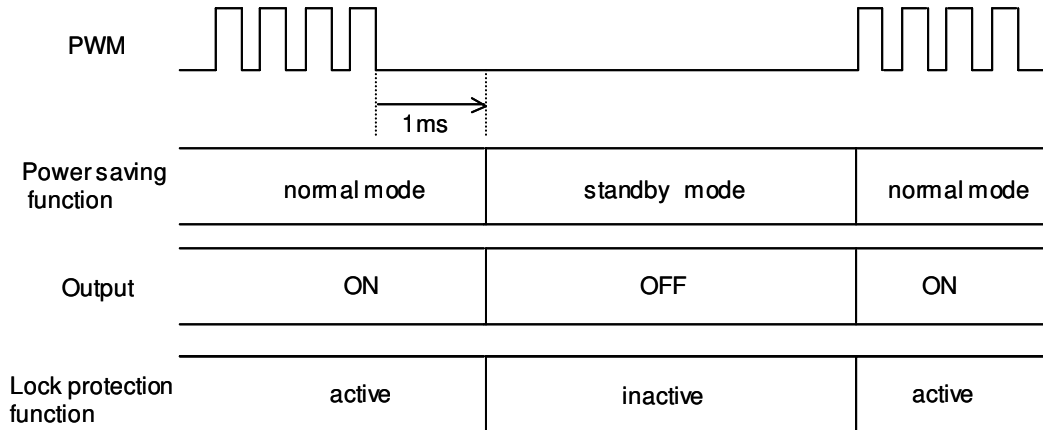 PWM
1ms
Power saving
function
normal mode
standby mode
normal mode
Output
ON
OFF
ON
Lock protection
function
active
inactive
active